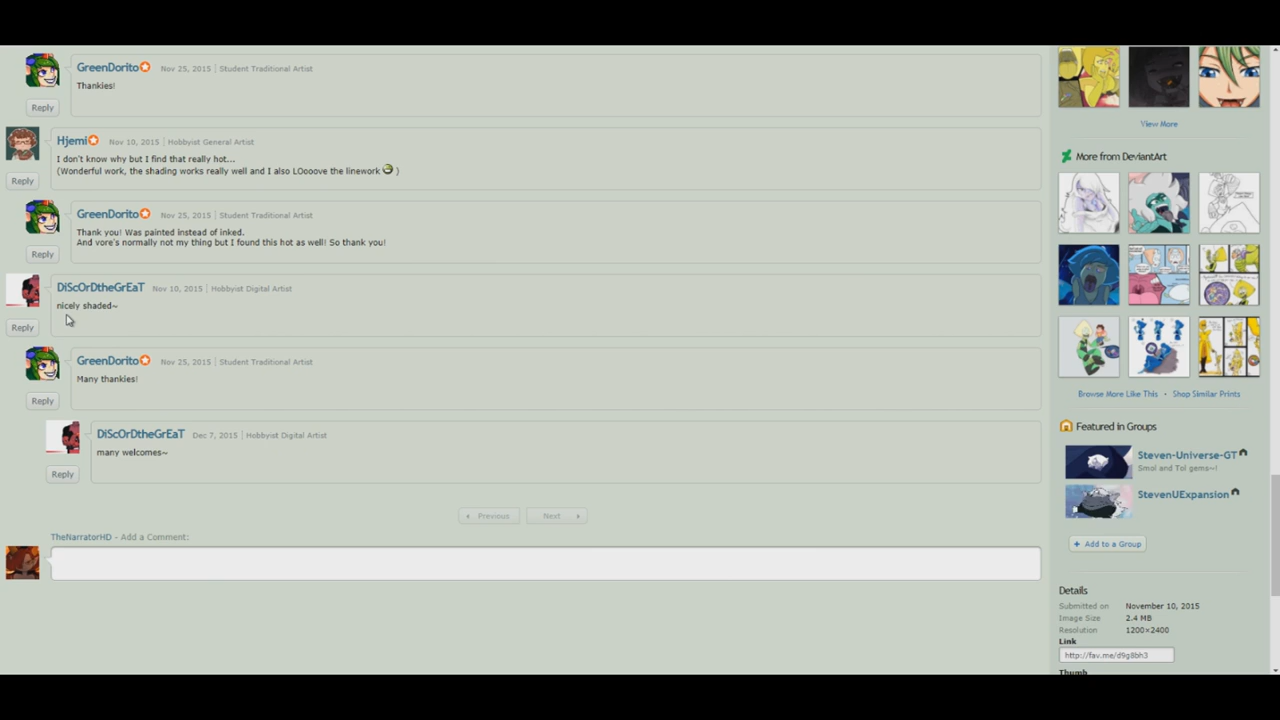 GreenDorito Nov 25, 2015 | Student Traditional Artist
Thankies!
Reply
Hjemi Nov 10, 2015 | Hobbyist General Artist
I don't know why but I find that really hot...
(Wonderful work, the shading works really well and I also LOoove the linework )
Reply
GreenDorito Nov 25, 2015 | Student Traditional Artist
Thank you! Was painted instead of inked.
And vore's normally not my thing but I found this hot as well! So thank you!
Reply
DiScOrDtheGrEaT Nov 10, 2015 | Hobbyist Digital Artist
nicely shaded~
Reply
GreenDorito Nov 25, 2015 | Student Traditional Artist
Many thankies!
Reply
DiScOrDtheGrEaT Dec 7, 2015 | Hobbyist Digital Artist
many welcomes~
Reply
Previous Next
TheNarratorHD - Add a Comment:
View More
More from DeviantArt
Browse More Like This • Shop Similar Prints
Featured in Groups
Steven-Universe-GT
Smol and Tol gems~!
StevenUExpansion
+ Add to a Group
Details
Submitted on November 10, 2015
Image Size 2.4 MB
Resolution 1200×2400
Link
http://fav.me/d9g8bh3
Thumb